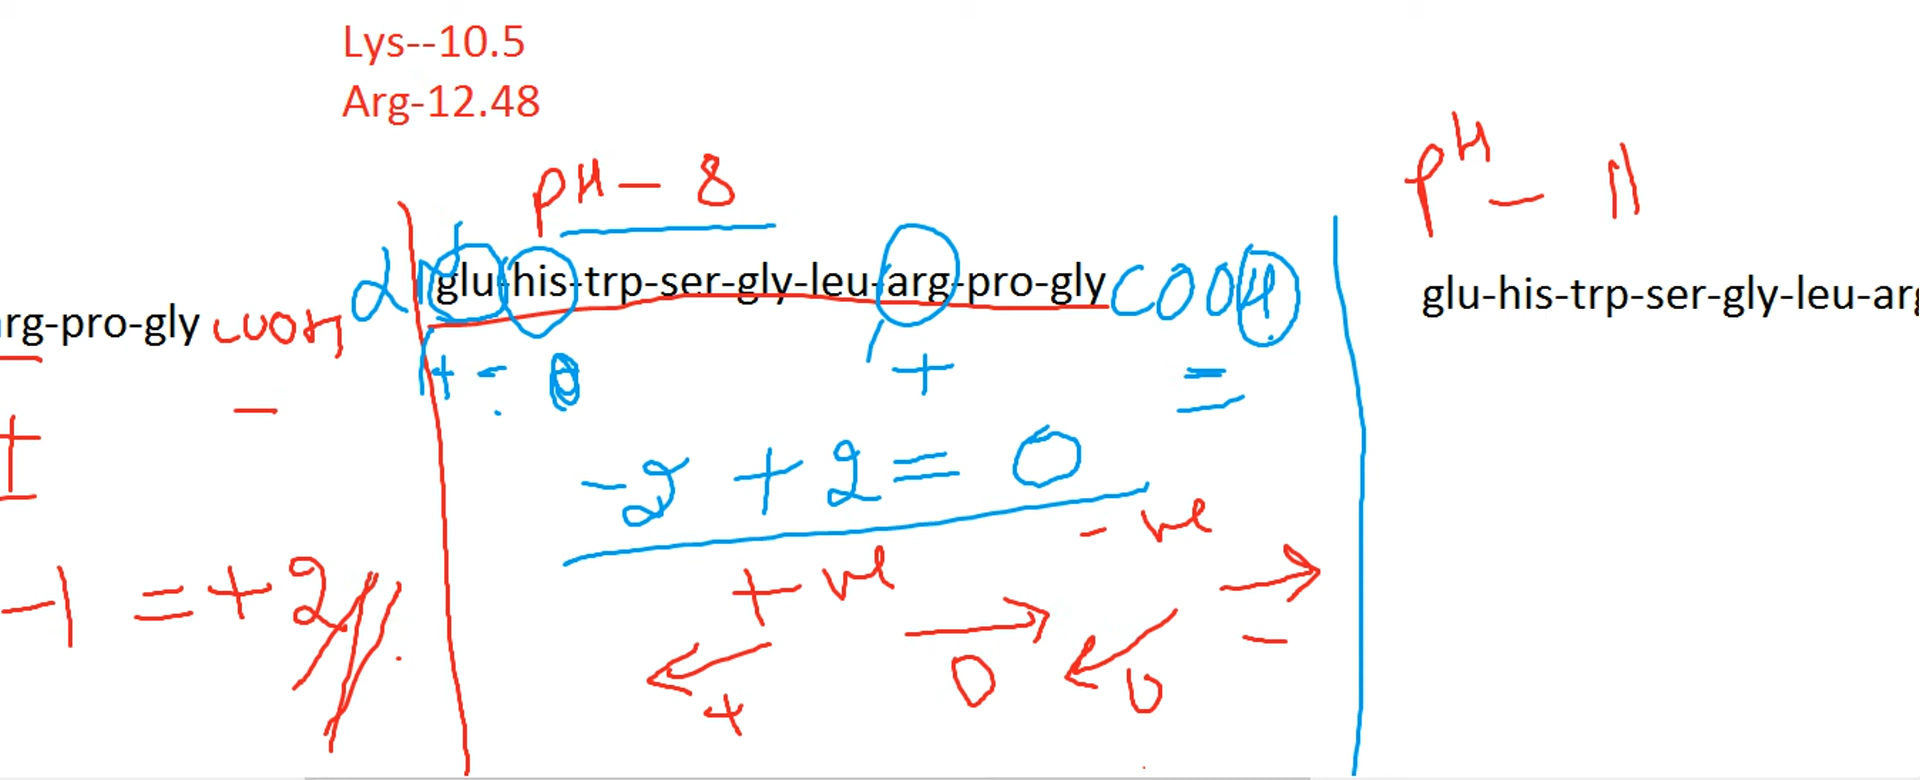 Lys--10.5
Arg-12.48
pH - 8
pH - 11
glu-his-trp-ser-gly-leu-arg-pro-gly COOH
glu-his-trp-ser-gly-leu-arg
rg-pro-gly COOH
+ - 0 + -
-
+
-2 + 2 = 0
-1 = +2
+ve
-ve
+ 0 0 -